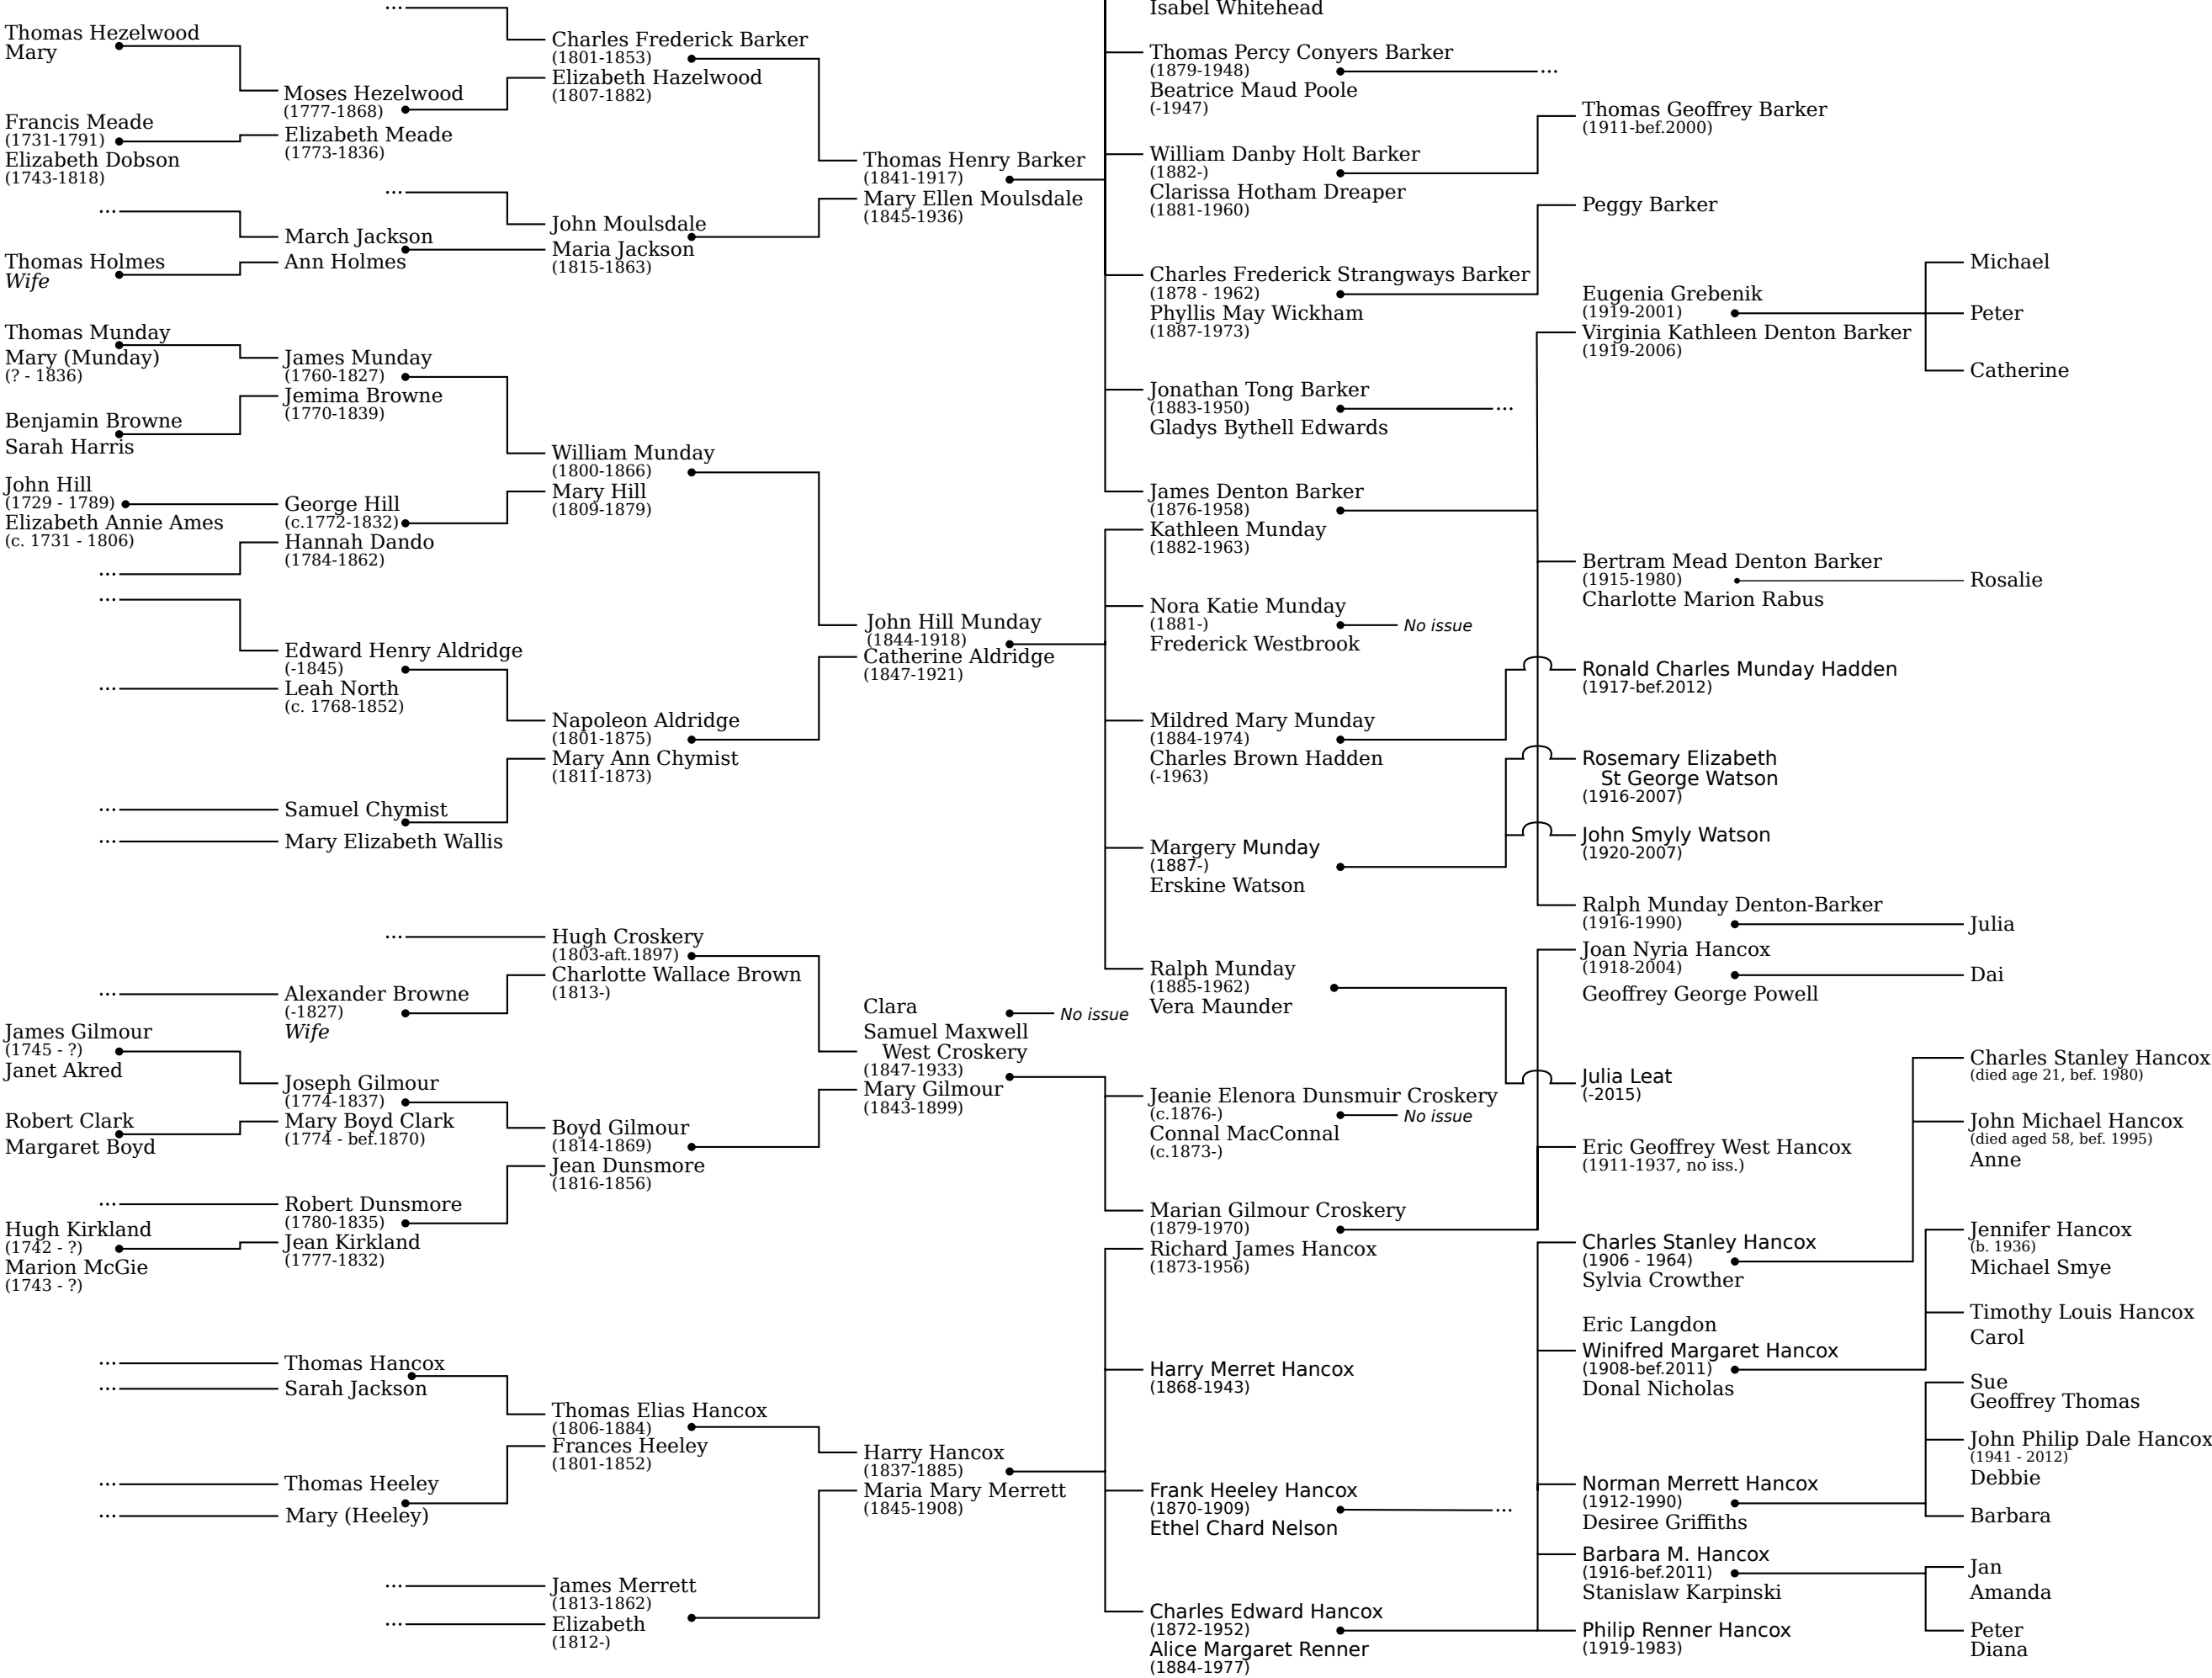 ...
Thomas Hezelwood
Mary
Francis Meade
(1731-1791)
Elizabeth Dobson
(1743-1818)
...
Thomas Holmes
Wife
Thomas Munday
Mary (Munday)
(? - 1836)
Benjamin Browne
Sarah Harris
John Hill
(1729 - 1789)
Elizabeth Annie Ames
(c. 1731 - 1806)
...
...
...
...
...
...
James Gilmour
(1745 - ?)
Janet Akred
Robert Clark
Margaret Boyd
...
Hugh Kirkland
(1742 - ?)
Marion McGie
(1743 - ?)
...
...
...
...
Moses Hezelwood
(1777-1868)
Elizabeth Meade
(1773-1836)
...
March Jackson
Ann Holmes
James Munday
(1760-1827)
Jemima Browne
(1770-1839)
George Hill
(c.1772-1832)
Hannah Dando
(1784-1862)
Edward Henry Aldridge
(-1845)
Leah North
(c. 1768-1852)
Samuel Chymist
Mary Elizabeth Wallis
...
Alexander Browne
(-1827)
Wife
Joseph Gilmour
(1774-1837)
Mary Boyd Clark
(1774 - bef.1870)
Robert Dunsmore
(1780-1835)
Jean Kirkland
(1777-1832)
Thomas Hancox
Sarah Jackson
Thomas Heeley
Mary (Heeley)
...
...
Charles Frederick Barker
(1801-1853)
Elizabeth Hazelwood
(1807-1882)
John Moulsdale
Maria Jackson
(1815-1863)
William Munday
(1800-1866)
Mary Hill
(1809-1879)
Napoleon Aldridge
(1801-1875)
Mary Ann Chymist
(1811-1873)
Hugh Croskery
(1803-aft.1897)
Charlotte Wallace Brown
(1813-)
Boyd Gilmour
(1814-1869)
Jean Dunsmore
(1816-1856)
Thomas Elias Hancox
(1806-1884)
Frances Heeley
(1801-1852)
James Merrett
(1813-1862)
Elizabeth
(1812-)
Thomas Henry Barker
(1841-1917)
Mary Ellen Moulsdale
(1845-1936)
John Hill Munday
(1844-1918)
Catherine Aldridge
(1847-1921)
Clara
No issue
Samuel Maxwell
West Croskery
(1847-1933)
Mary Gilmour
(1843-1899)
Harry Hancox
(1837-1885)
Maria Mary Merrett
(1845-1908)
Isabel Whitehead
Thomas Percy Conyers Barker
(1879-1948)
...
Beatrice Maud Poole
(-1947)
William Danby Holt Barker
(1882-)
Clarissa Hotham Dreaper
(1881-1960)
Charles Frederick Strangways Barker
(1878 - 1962)
Phyllis May Wickham
(1887-1973)
Jonathan Tong Barker
(1883-1950)
...
Gladys Bythell Edwards
James Denton Barker
(1876-1958)
Kathleen Munday
(1882-1963)
Nora Katie Munday
(1881-)
No issue
Frederick Westbrook
Mildred Mary Munday
(1884-1974)
Charles Brown Hadden
(-1963)
Margery Munday
(1887-)
Erskine Watson
Ralph Munday
(1885-1962)
Vera Maunder
Jeanie Elenora Dunsmuir Croskery
(c.1876-)
No issue
Connal MacConnal
(c.1873-)
Marian Gilmour Croskery
(1879-1970)
Richard James Hancox
(1873-1956)
Harry Merret Hancox
(1868-1943)
Frank Heeley Hancox
(1870-1909)
...
Ethel Chard Nelson
Charles Edward Hancox
(1872-1952)
Alice Margaret Renner
(1884-1977)
Thomas Geoffrey Barker
(1911-bef.2000)
Peggy Barker
Eugenia Grebenik
(1919-2001)
Virginia Kathleen Denton Barker
(1919-2006)
Bertram Mead Denton Barker
(1915-1980)
Charlotte Marion Rabus
Ronald Charles Munday Hadden
(1917-bef.2012)
Rosemary Elizabeth
St George Watson
(1916-2007)
John Smyly Watson
(1920-2007)
Ralph Munday Denton-Barker
(1916-1990)
Joan Nyria Hancox
(1918-2004)
Geoffrey George Powell
Julia Leat
(-2015)
Eric Geoffrey West Hancox
(1911-1937, no iss.)
Charles Stanley Hancox
(1906 - 1964)
Sylvia Crowther
Eric Langdon
Winifred Margaret Hancox
(1908-bef.2011)
Donal Nicholas
Norman Merrett Hancox
(1912-1990)
Desiree Griffiths
Barbara M. Hancox
(1916-bef.2011)
Stanislaw Karpinski
Philip Renner Hancox
(1919-1983)
Michael
Peter
Catherine
Rosalie
Julia
Dai
Charles Stanley Hancox
(died age 21, bef. 1980)
John Michael Hancox
(died aged 58, bef. 1995)
Anne
Jennifer Hancox
(b. 1936)
Michael Smye
Timothy Louis Hancox
Carol
Sue
Geoffrey Thomas
John Philip Dale Hancox
(1941 - 2012)
Debbie
Barbara
Jan
Amanda
Peter
Diana